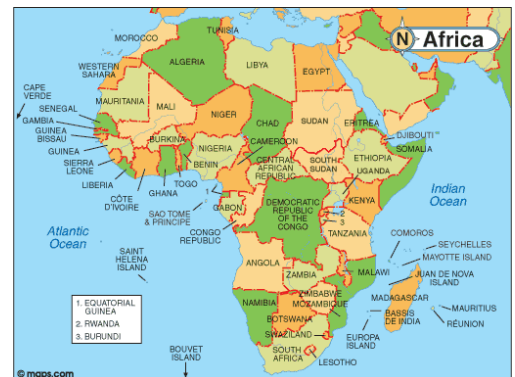 N Africa
TUNISIA
MOROCCO
ALGERIA
LIBYA
EGYPT
WESTERN
SAHARA
CAPE
VERDE
MAURITANIA
MALI
NIGER
CHAD
SUDAN
ERITREA
SENEGAL
GAMBIA
GUINEA
BISSAU
GUINEA
SIERRA
LEONE
LIBERIA
CÔTE
D'IVOIRE
BURKINA
GHANA
TOGO
BENIN
NIGERIA
CAMEROON
CENTRAL
AFRICAN
REPUBLIC
SOUTH
SUDAN
DJIBOUTI
SOMALIA
ETHIOPIA
UGANDA
KENYA
Indian
Ocean
1
SAO TOME
& PRINCIPE
GABON
CONGO
REPUBLIC
DEMOCRATIC
REPUBLIC
OF THE
CONGO
2
3
TANZANIA
Atlantic
Ocean
SAINT
HELENA
ISLAND
COMOROS
SEYCHELLES
MAYOTTE ISLAND
JUAN DE NOVA
ISLAND
ANGOLA
ZAMBIA
MALAWI
1. EQUATORIAL
GUINEA
2. RWANDA
3. BURUNDI
NAMIBIA
ZIMBABWE
MOZAMBIQUE
BOTSWANA
MADAGASCAR
BASSIS
DE INDIA
MAURITIUS
RÉUNION
EUROPA
ISLAND
SWAZILAND
SOUTH
AFRICA
LESOTHO
BOUVET
ISLAND
© maps.com